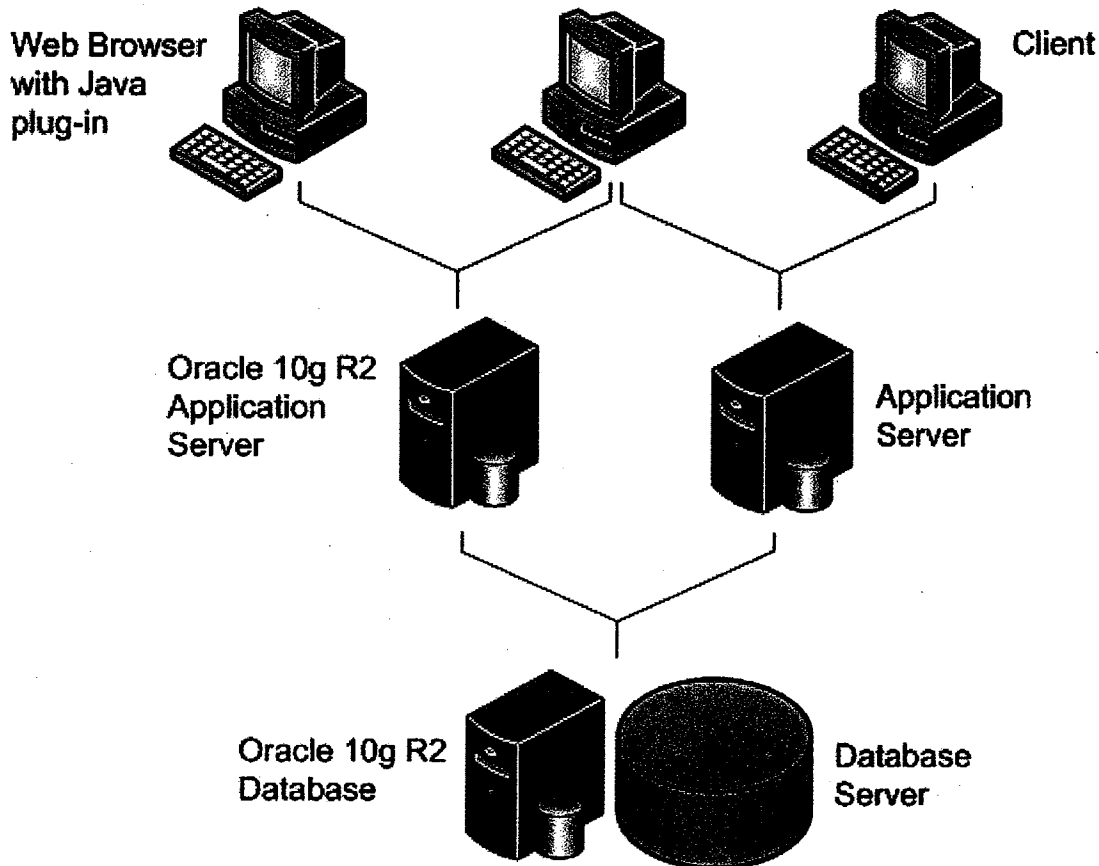 Web Browser
with Java
plug-in
Client
Oracle 10g R2
Application
Server
Application
Server
Oracle 10g R2
Database
Database
Server